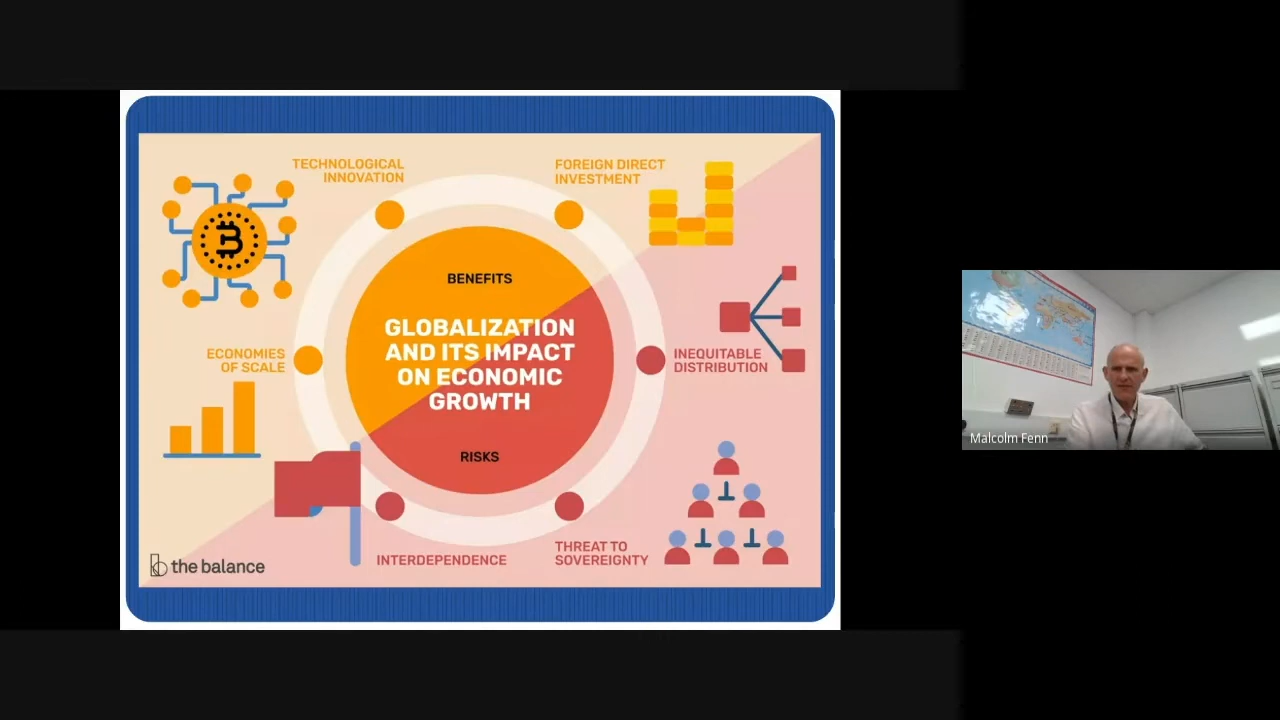 TECHNOLOGICAL
INNOVATION
FOREIGN DIRECT
INVESTMENT
BENEFITS
GLOBALIZATION
AND ITS IMPACT
ON ECONOMIC
GROWTH
ECONOMIES
OF SCALE
INEQUITABLE
DISTRIBUTION
RISKS
INTERDEPENDENCE
THREAT TO
SOVEREIGNTY
the balance
Malcolm Fenn